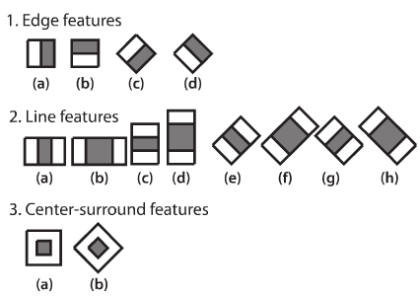 1. Edge features
(a) (b) (c) (d)
2. Line features
(a) (b) (c) (d) (e) (f) (g) (h)
3. Center-surround features
(a) (b)